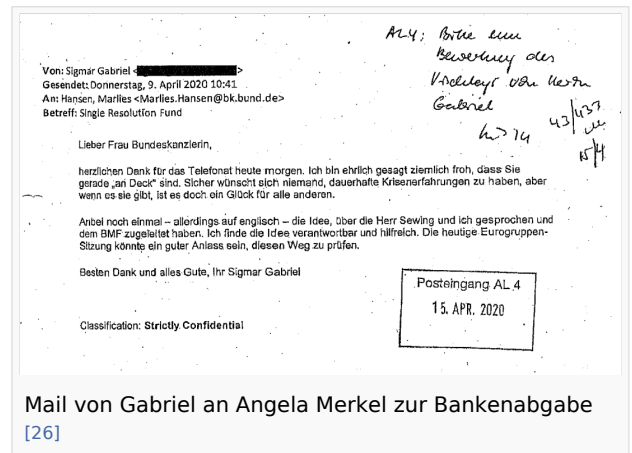 AL4: Bitte um
Bewertung des
Vorschlags von Herrn
Gabriel
43/433
15/4
Von: Sigmar Gabriel < >
Gesendet: Donnerstag, 9. April 2020 10:41
An: Hansen, Marlies <Marlies.Hansen@bk.bund.de>
Betreff: Single Resolution Fund
Lieber Frau Bundeskanzlerin,
herzlichen Dank für das Telefonat heute morgen. Ich bin ehrlich gesagt ziemlich froh, dass Sie
gerade „an Deck“ sind. Sicher wünscht sich niemand, dauerhafte Krisenerfahrungen zu haben, aber
wenn es sie gibt, ist es doch ein Glück für alle anderen.
Anbei noch einmal – allerdings auf englisch – die Idee, über die Herr Sewing und ich gesprochen und
dem BMF zugeleitet haben. Ich finde die Idee verantwortbar und hilfreich. Die heutige Eurogruppen-
Sitzung könnte ein guter Anlass sein, diesen Weg zu prüfen.
Besten Dank und alles Gute, Ihr Sigmar Gabriel
Posteingang AL 4
15. APR. 2020
Classification: Strictly Confidential
Mail von Gabriel an Angela Merkel zur Bankenabgabe
[26]